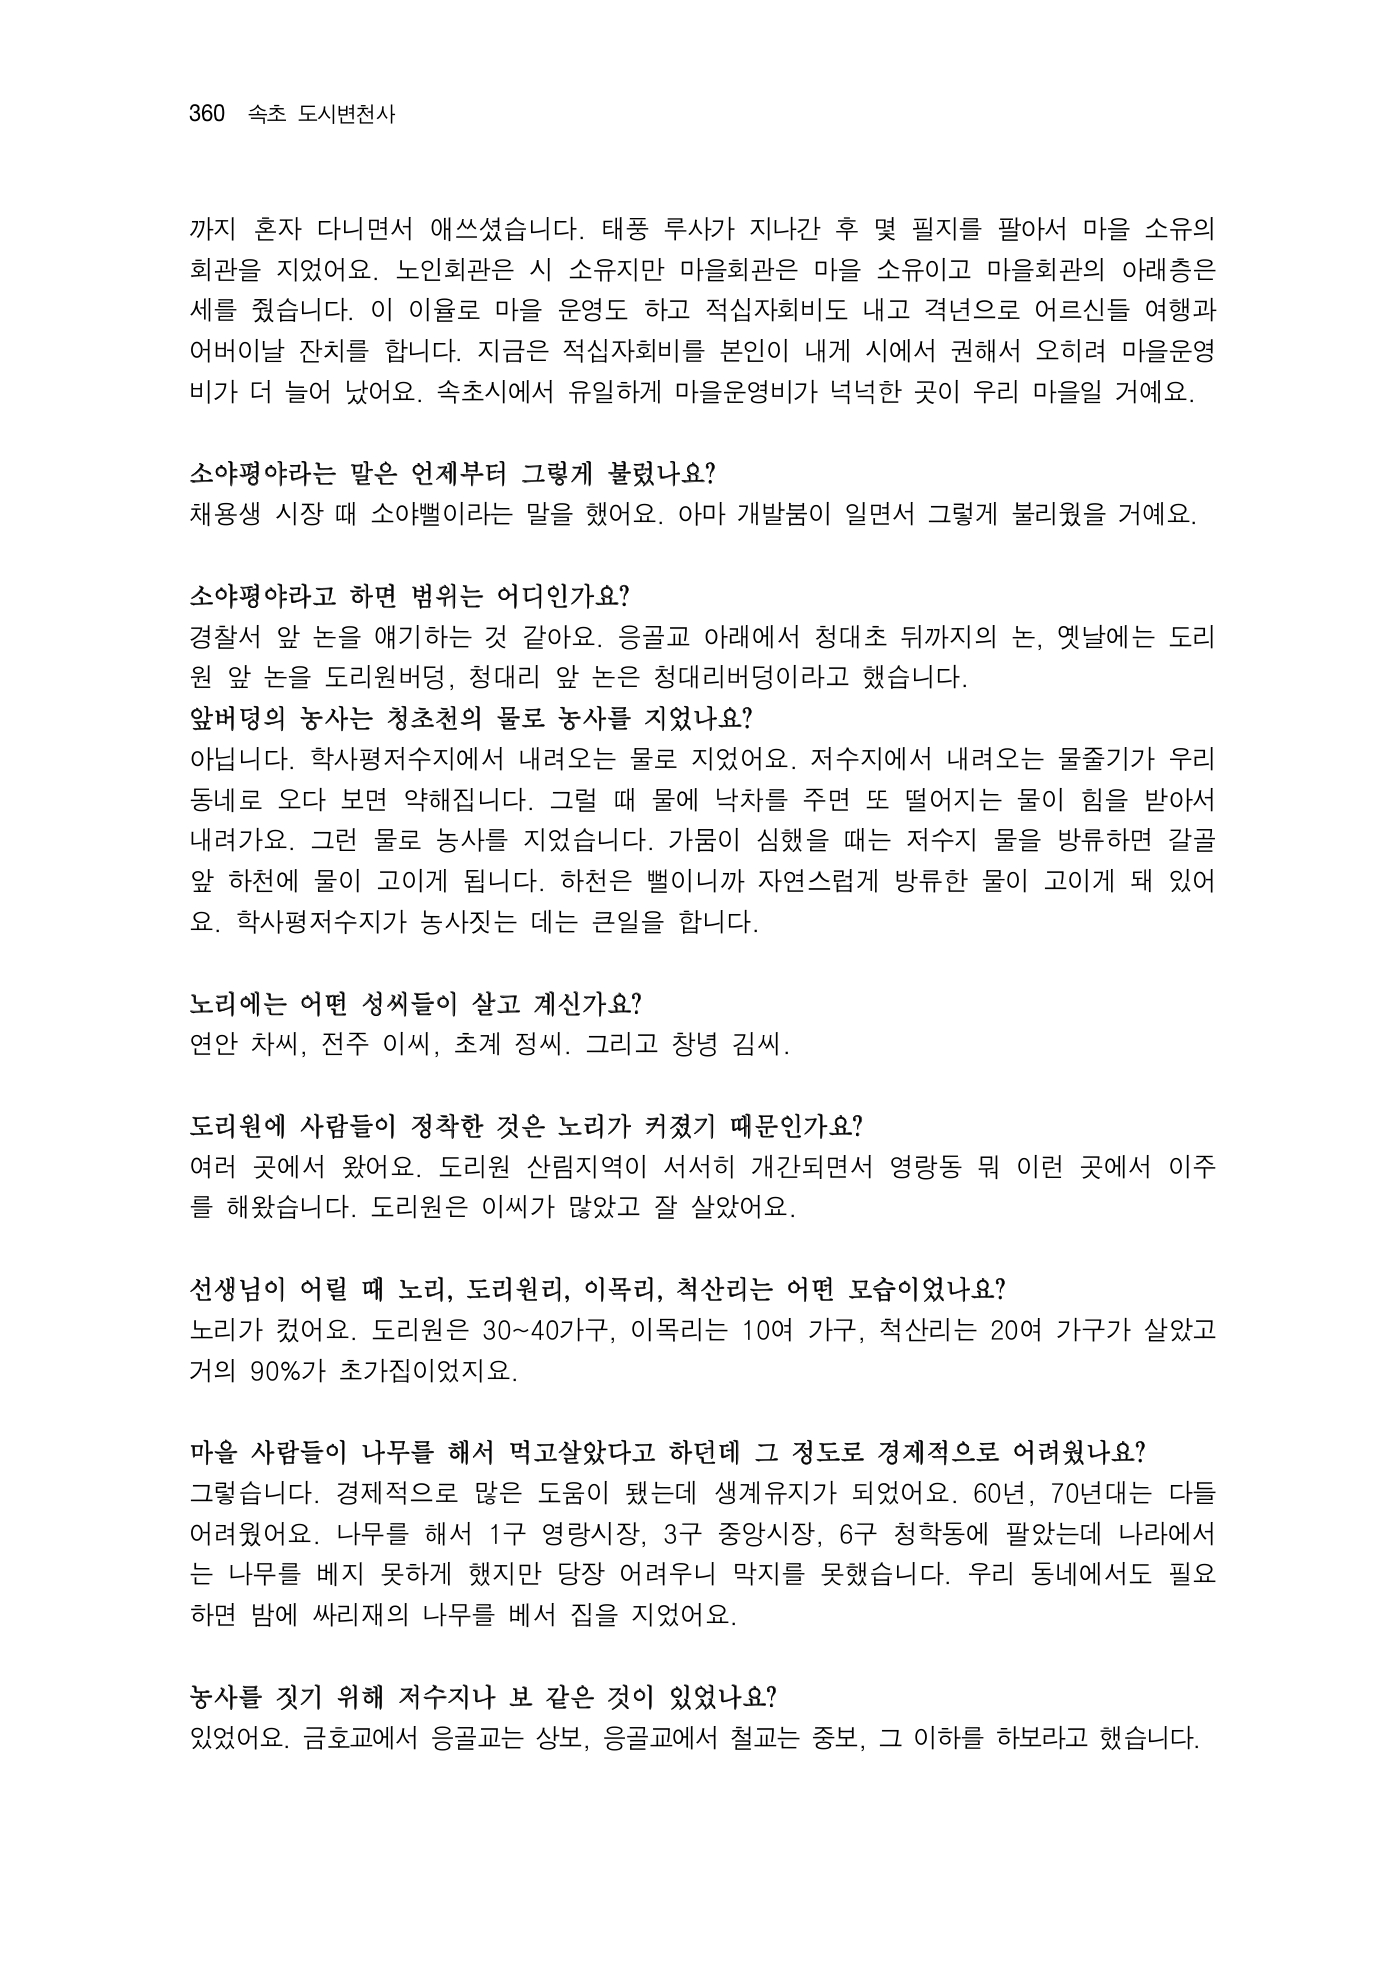 360 속초 도시변천사
까지 혼자 다니면서 애쓰셨습니다. 태풍 루사가 지나간 후 몇 필지를 팔아서 마을 소유의
회관을 지었어요. 노인회관은 시 소유지만 마을회관은 마을 소유이고 마을회관의 아래층은
세를 줬습니다. 이 이율로 마을 운영도 하고 적십자회비도 내고 격년으로 어르신들 여행과
어버이날 잔치를 합니다. 지금은 적십자회비를 본인이 내게 시에서 권해서 오히려 마을운영
비가 더 늘어 났어요. 속초시에서 유일하게 마을운영비가 넉넉한 곳이 우리 마을일 거예요.
소야평야라는 말은 언제부터 그렇게 불렀나요?
채용생 시장 때 소야뻘이라는 말을 했어요. 아마 개발붐이 일면서 그렇게 불리웠을 거예요.
소야평야라고 하면 범위는 어디인가요?
경찰서 앞 논을 얘기하는 것 같아요. 응골교 아래에서 청대초 뒤까지의 논, 옛날에는 도리
원 앞 논을 도리원버덩, 청대리 앞 논은 청대리버덩이라고 했습니다.
앞버덩의 농사는 청초천의 물로 농사를 지었나요?
아닙니다. 학사평저수지에서 내려오는 물로 지었어요. 저수지에서 내려오는 물줄기가 우리
동네로 오다 보면 약해집니다. 그럴 때 물에 낙차를 주면 또 떨어지는 물이 힘을 받아서
내려가요. 그런 물로 농사를 지었습니다. 가뭄이 심했을 때는 저수지 물을 방류하면 갈골
앞 하천에 물이 고이게 됩니다. 하천은 뻘이니까 자연스럽게 방류한 물이 고이게 돼 있어
요. 학사평저수지가 농사짓는 데는 큰일을 합니다.
노리에는 어떤 성씨들이 살고 계신가요?
연안 차씨, 전주 이씨, 초계 정씨. 그리고 창녕 김씨.
도리원에 사람들이 정착한 것은 노리가 커졌기 때문인가요?
여러 곳에서 왔어요. 도리원 산림지역이 서서히 개간되면서 영랑동 뭐 이런 곳에서 이주
를 해왔습니다. 도리원은 이씨가 많았고 잘 살았어요.
선생님이 어릴 때 노리, 도리원리, 이목리, 척산리는 어떤 모습이었나요?
노리가 컸어요. 도리원은 30~40가구, 이목리는 10여 가구, 척산리는 20여 가구가 살았고
거의 90%가 초가집이었지요.
마을 사람들이 나무를 해서 먹고살았다고 하던데 그 정도로 경제적으로 어려웠나요?
그렇습니다. 경제적으로 많은 도움이 됐는데 생계유지가 되었어요. 60년, 70년대는 다들
어려웠어요. 나무를 해서 1구 영랑시장, 3구 중앙시장, 6구 청학동에 팔았는데 나라에서
는 나무를 베지 못하게 했지만 당장 어려우니 막지를 못했습니다. 우리 동네에서도 필요
하면 밤에 싸리재의 나무를 베서 집을 지었어요.
농사를 짓기 위해 저수지나 보 같은 것이 있었나요?
있었어요. 금호교에서 응골교는 상보, 응골교에서 철교는 중보, 그 이하를 하보라고 했습니다.